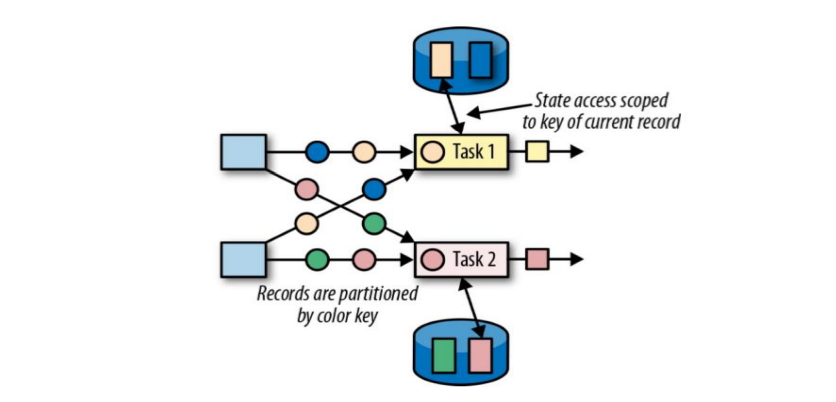 State access scoped
to key of current record
Task 1
Task 2
Records are partitioned
by color key